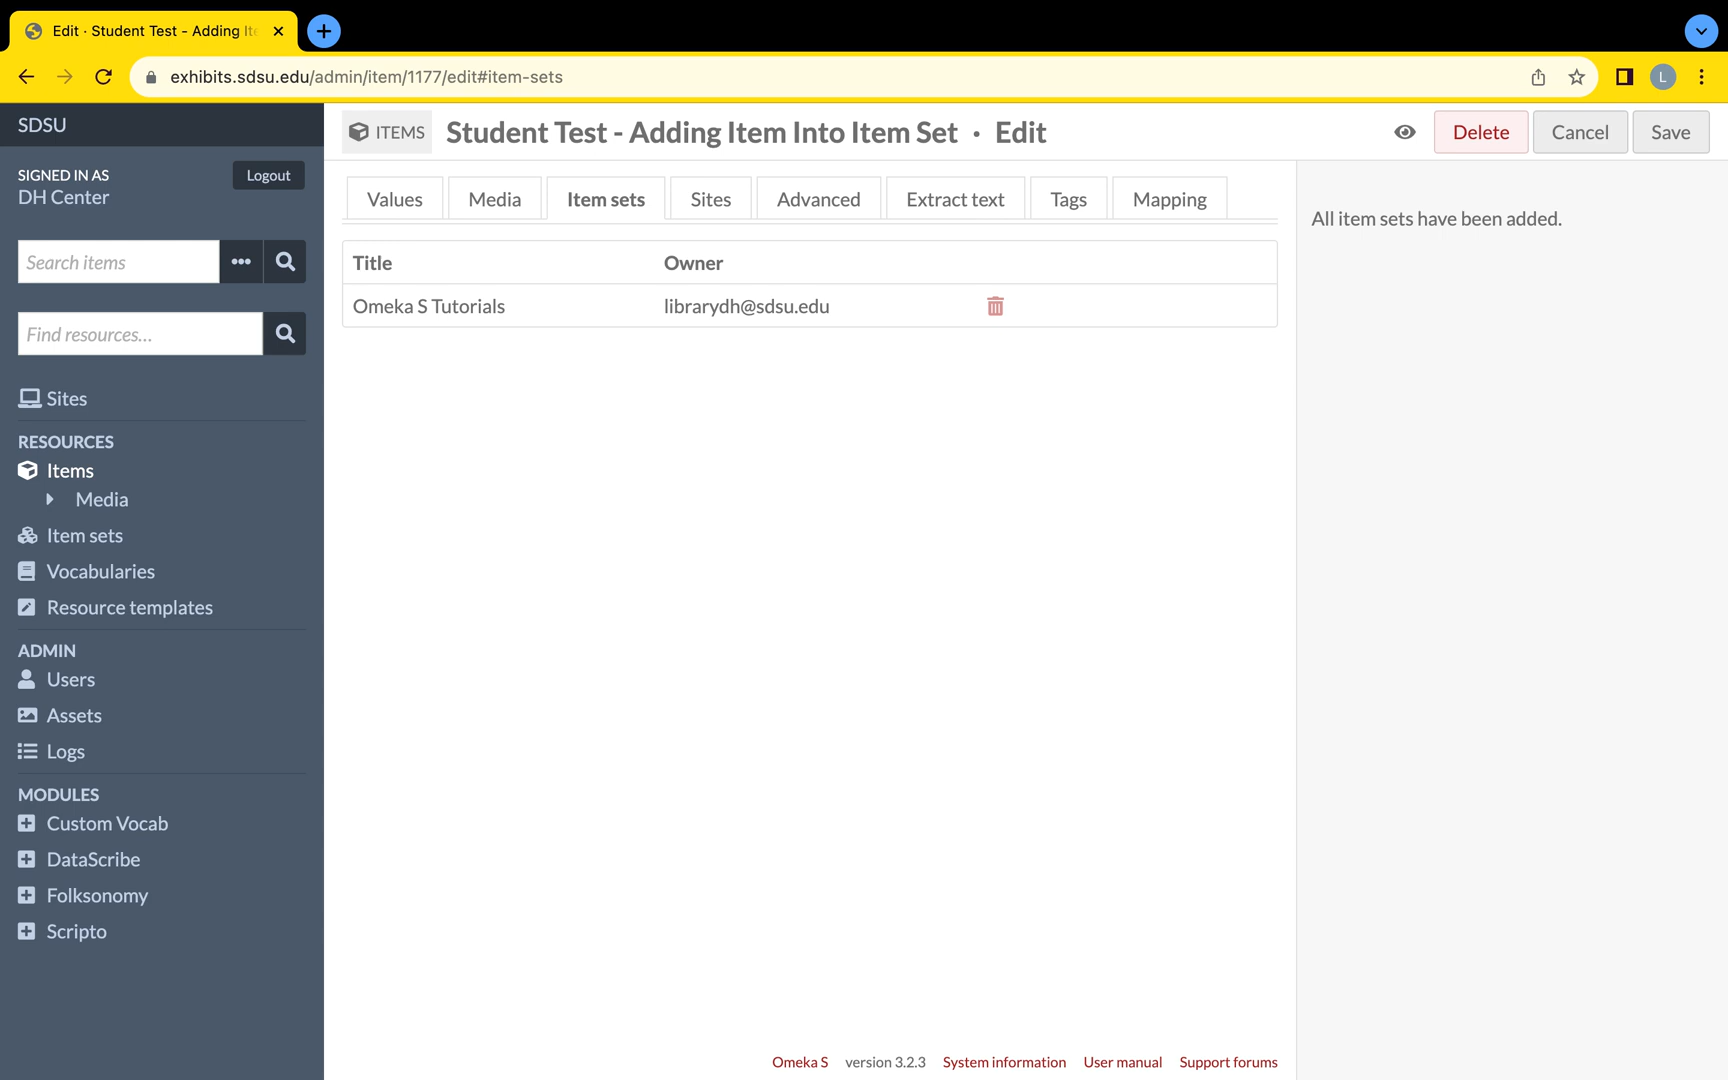 Edit · Student Test - Adding Ite
exhibits.sdsu.edu/admin/item/1177/edit#item-sets
L
SDSU
SIGNED IN AS
DH Center
Logout
Search items
Find resources...
Sites
RESOURCES
Items
Media
Item sets
Vocabularies
Resource templates
ADMIN
Users
Assets
Logs
MODULES
Custom Vocab
DataScribe
Folksonomy
Scripto
ITEMS Student Test - Adding Item Into Item Set · Edit
Delete Cancel Save
Values Media Item sets Sites Advanced Extract text Tags Mapping
Title Owner
Omeka S Tutorials librarydh@sdsu.edu
All item sets have been added.
Omeka S version 3.2.3 System information User manual Support forums